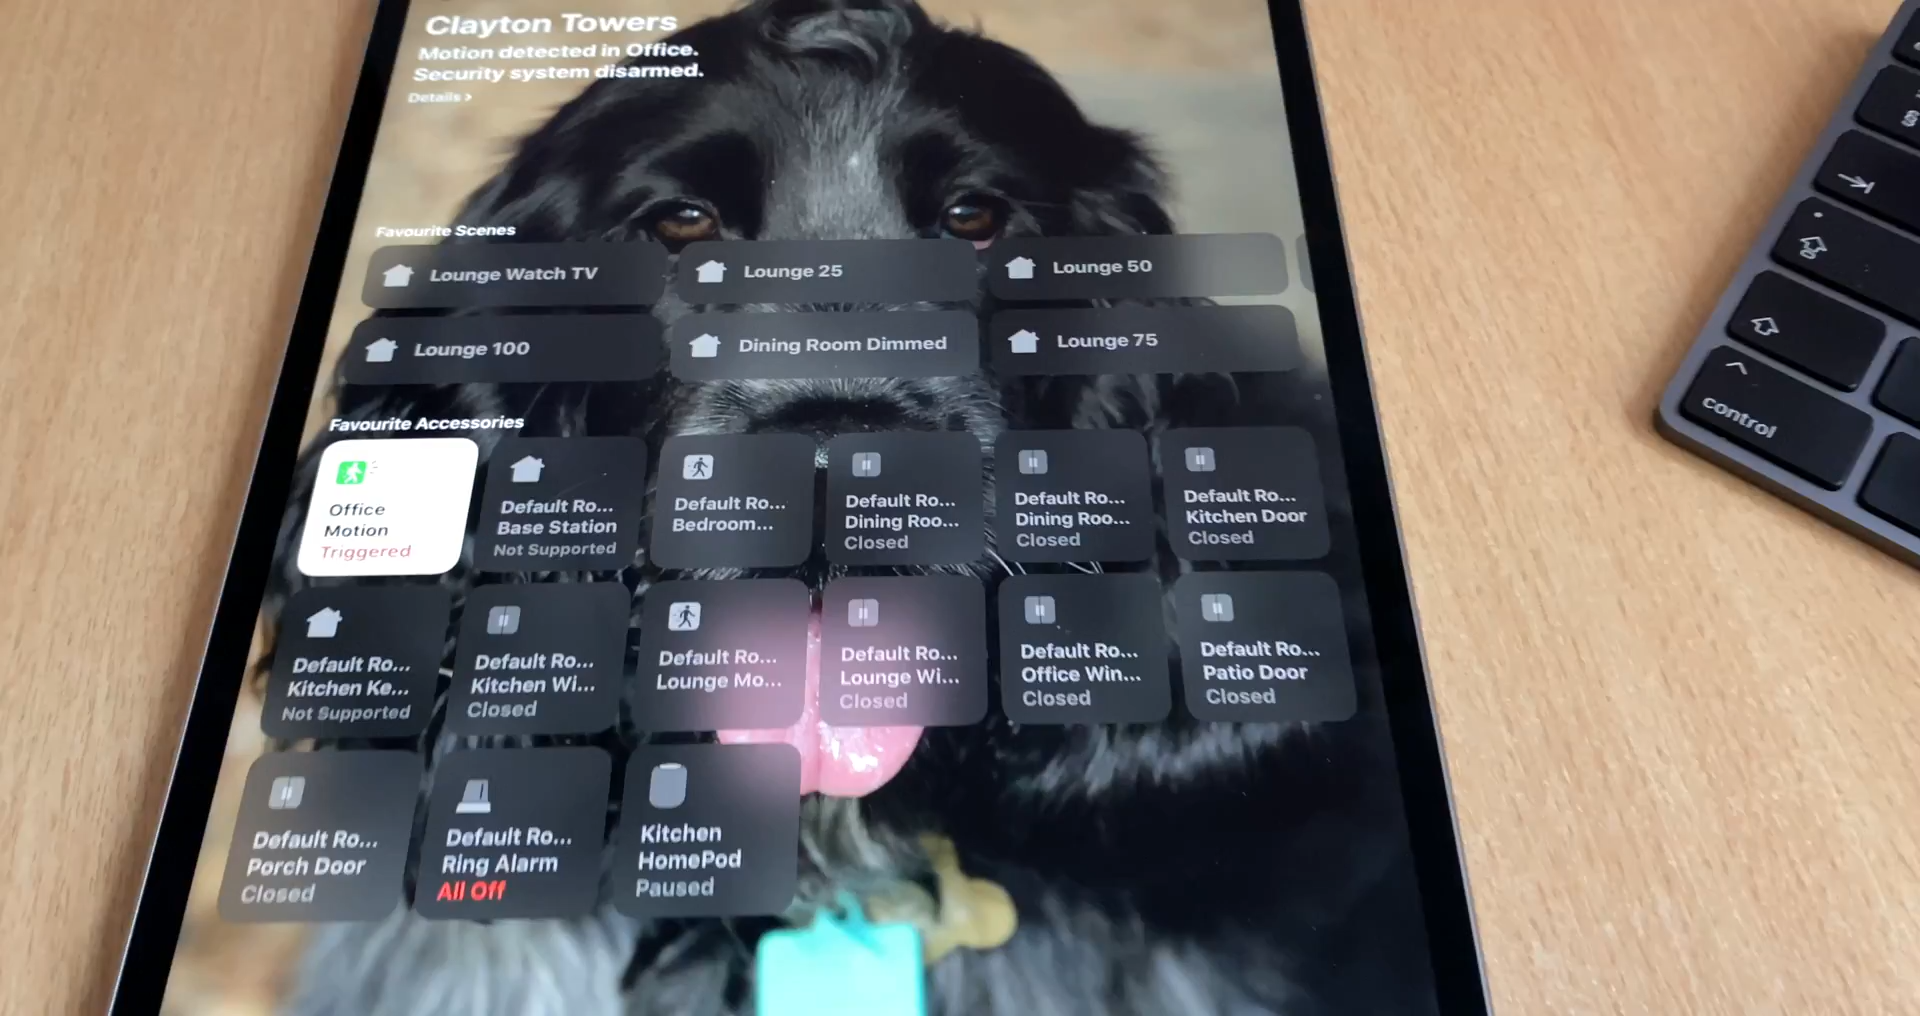 Clayton Towers
Motion detected in Office.
Security system disarmed.
Details >
Favourite Scenes
Lounge Watch TV
Lounge 25
Lounge 50
Lounge 100
Dining Room Dimmed
Lounge 75
Favourite Accessories
Office
Motion
Triggered
Default Ro...
Base Station
Not Supported
Default Ro...
Bedroom...
Default Ro...
Dining Roo...
Closed
Default Ro...
Dining Roo...
Closed
Default Ro...
Kitchen Door
Closed
Default Ro...
Kitchen Ke...
Not Supported
Default Ro...
Kitchen Wi...
Closed
Default Ro...
Lounge Mo...
Default Ro...
Lounge Wi...
Closed
Default Ro...
Office Win...
Closed
Default Ro...
Patio Door
Closed
Default Ro...
Porch Door
Closed
Default Ro...
Ring Alarm
All Off
Kitchen
HomePod
Paused
§
control